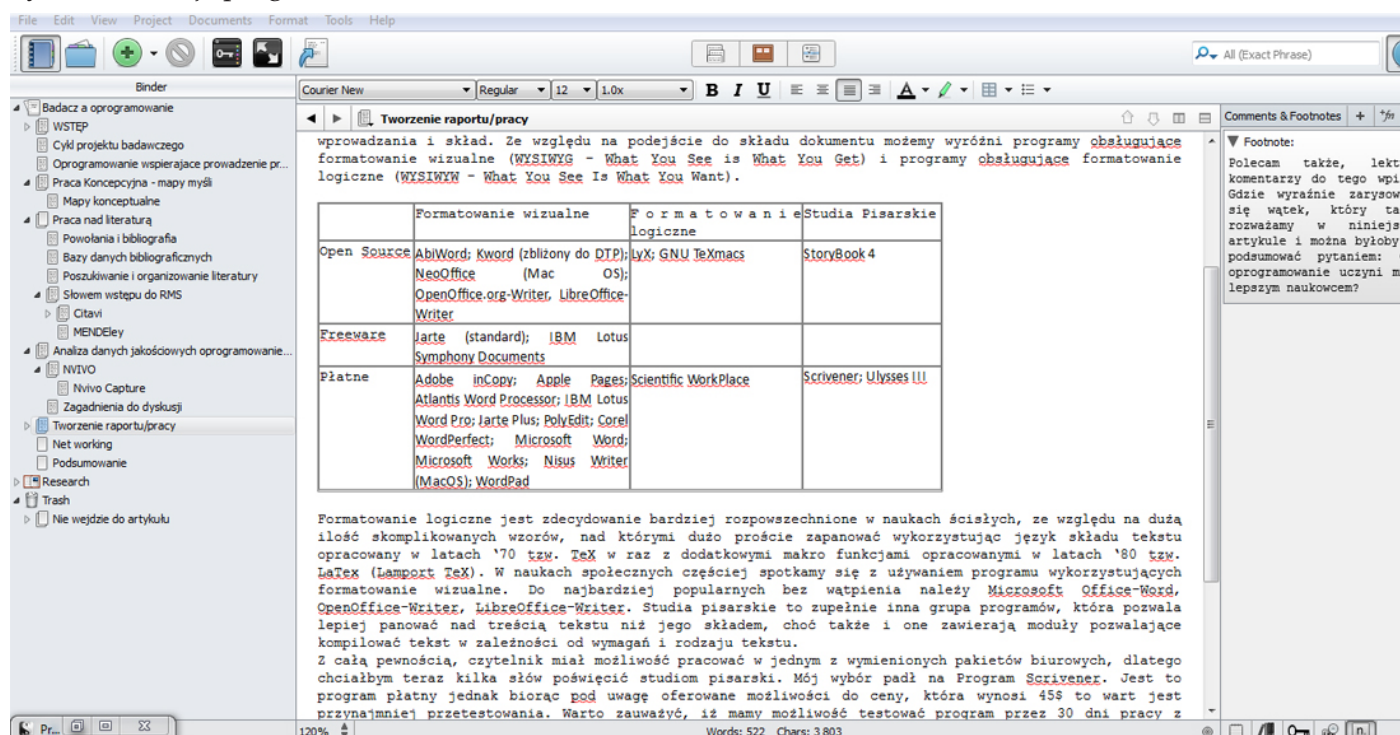 File Edit View Project Documents Format Tools Help
All (Exact Phrase)
Binder
Courier New Regular 12 1.0x B I U A
Badacz a oprogramowanie
WSTĘP
Cykl projektu badawczego
Oprogramowanie wspierajace prowadzenie pr...
Praca Koncepcyjna - mapy myśli
Mapy konceptualne
Praca nad literaturą
Powołania i bibliografia
Bazy danych bibliograficznych
Poszukiwanie i organizowanie literatury
Słowem wstępu do RMS
Citavi
MENDEley
Analiza danych jakościowych oprogramowanie...
NVIVO
Nvivo Capture
Zagadnienia do dyskusji
Tworzenie raportu/pracy
Net working
Podsumowanie
Research
Trash
Nie wejdzie do artykułu
Tworzenie raportu/pracy
wprowadzania i skład. Ze względu na podejście do składu dokumentu możemy wyróżni programy obsługujące
formatowanie wizualne (WYSIWYG - What You See is What You Get) i programy obsługujące formatowanie
logiczne (WYSIWYW - What You See Is What You Want).
Formatowanie wizualne
Formatowanie
logiczne
Studia Pisarskie
Open Source
AbiWord; Kword (zbliżony do DTP);
NeoOffice (Mac OS);
OpenOffice.org-Writer, LibreOffice-
Writer
LyX; GNU TeXmacs
StoryBook 4
Freeware
Jarte (standard); IBM Lotus
Symphony Documents
Płatne
Adobe inCopy; Apple Pages;
Atlantis Word Processor; IBM Lotus
Word Pro; Jarte Plus; PolyEdit; Corel
WordPerfect; Microsoft Word;
Microsoft Works; Nisus Writer
(MacOS); WordPad
Scientific WorkPlace
Scrivener; Ulysses III
Formatowanie logiczne jest zdecydowanie bardziej rozpowszechnione w naukach ścisłych, ze względu na dużą
ilość skomplikowanych wzorów, nad którymi dużo proście zapanować wykorzystując język składu tekstu
opracowany w latach '70 tzw. TeX w raz z dodatkowymi makro funkcjami opracowanymi w latach '80 tzw.
LaTex (Lamport TeX). W naukach społecznych częściej spotkamy się z używaniem programu wykorzystujących
formatowanie wizualne. Do najbardziej popularnych bez wątpienia należy Microsoft Office-Word,
OpenOffice-Writer, LibreOffice-Writer. Studia pisarskie to zupełnie inna grupa programów, która pozwala
lepiej panować nad treścią tekstu niż jego składem, choć także i one zawierają moduły pozwalające
kompilować tekst w zależności od wymagań i rodzaju tekstu.
Z całą pewnością, czytelnik miał możliwość pracować w jednym z wymienionych pakietów biurowych, dlatego
chciałbym teraz kilka słów poświęcić studiom pisarski. Mój wybór padł na Program Scrivener. Jest to
program płatny jednak biorąc pod uwagę oferowane możliwości do ceny, która wynosi 45$ to wart jest
przynajmniej przetestowania. Warto zauważyć, iż mamy możliwość testować program przez 30 dni pracy z
Comments & Footnotes + +fn
Footnote:
Polecam także, lekt
komentarzy do tego wpi
Gdzie wyraźnie zarysow
się wątek, który ta
rozważamy w niniejs
artykule i można byłoby
podsumować pytaniem:
oprogramowanie uczyni m
lepszym naukowcem?
Pr...
120%
Words: 522 Chars: 3 803
n.